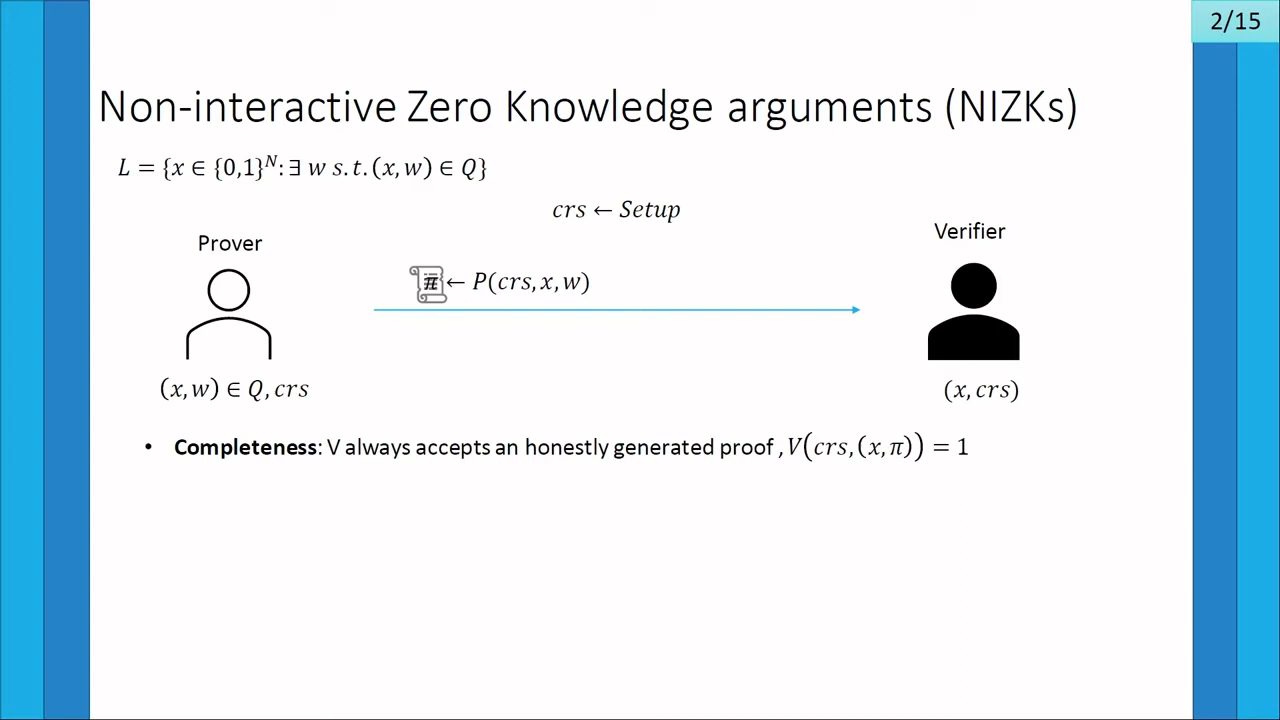 2/15
Non-interactive Zero Knowledge arguments (NIZKs)
L = {x ∈ {0,1}^N: ∃ w s.t. (x, w) ∈ Q}
crs ← Setup
Prover
Verifier
π ← P(crs, x, w)
(x, w) ∈ Q, crs
(x, crs)
• Completeness: V always accepts an honestly generated proof ,V(crs, (x, π)) = 1